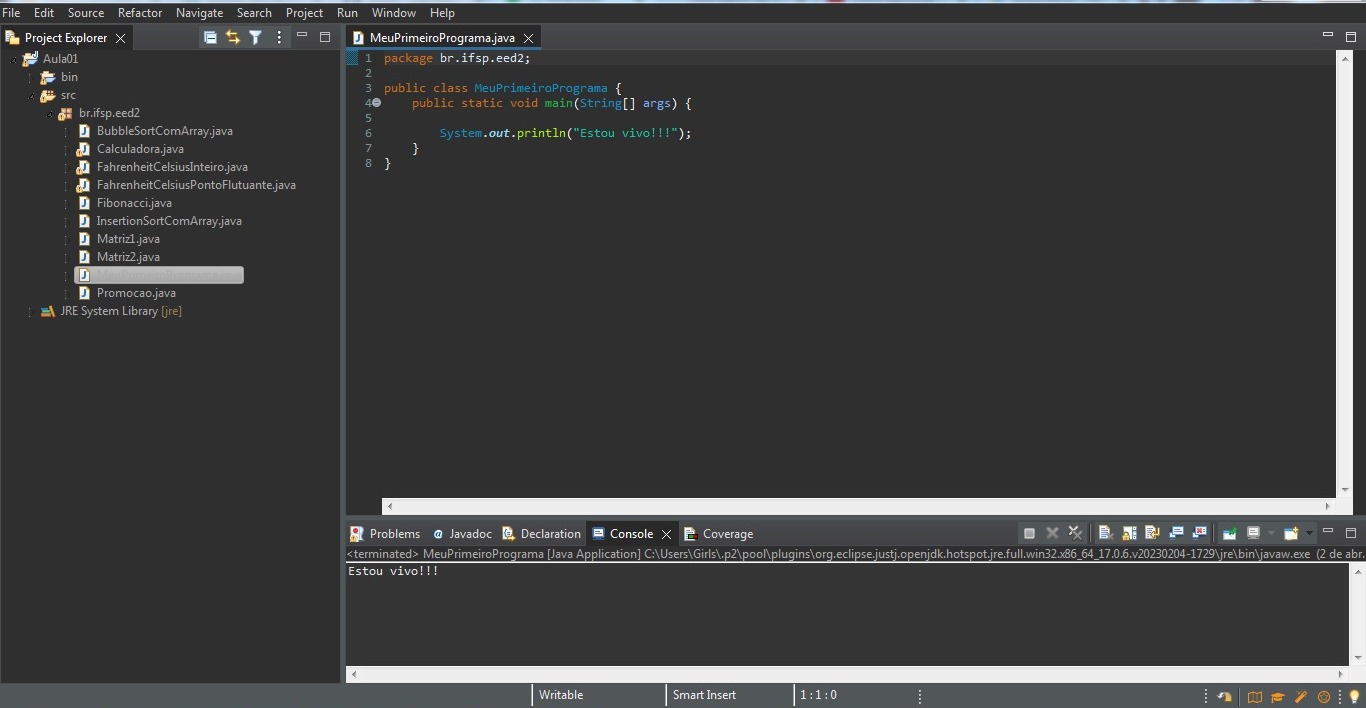 File Edit Source Refactor Navigate Search Project Run Window Help
Project Explorer
Aula01
bin
src
br.ifsp.eed2
BubbleSortComArray.java
Calculadora.java
FahrenheitCelsiusInteiro.java
FahrenheitCelsiusPontoFlutuante.java
Fibonacci.java
InsertionSortComArray.java
Matriz1.java
Matriz2.java
Promocao.java
JRE System Library [jre]
MeuPrimeiroPrograma.java
1 package br.ifsp.eed2;
2
3 public class MeuPrimeiroPrograma {
4 public static void main(String[] args) {
5
6 System.out.println("Estou vivo!!!");
7 }
8 }
Problems Javadoc Declaration Console Coverage
<terminated> MeuPrimeiroPrograma [Java Application] C:\Users\Girls\.p2\pool\plugins\org.eclipse.justj.openjdk.hotspot.jre.full.win32.x86_64_17.0.6.v20230204-1729\jre\bin\javaw.exe (2 de abr.
Estou vivo!!!
Writable Smart Insert 1 : 1 : 0